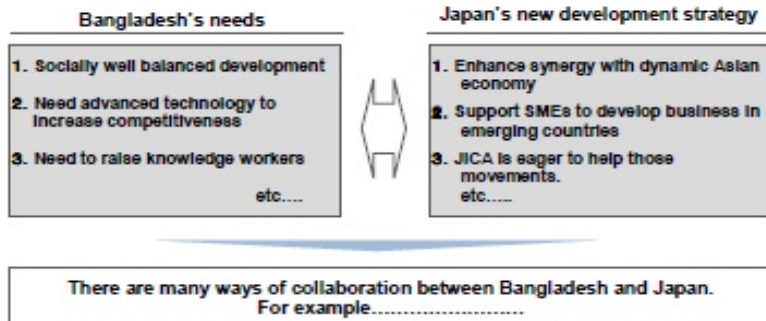 Bangladesh's needs
1. Socially well balanced development
2. Need advanced technology to
increase competitiveness
3. Need to raise knowledge workers
etc....
Japan's new development strategy
1. Enhance synergy with dynamic Asian
economy
2. Support SMEs to develop business in
emerging countries
3. JICA is eager to help those
movements.
etc.....
There are many ways of collaboration between Bangladesh and Japan.
For example........................